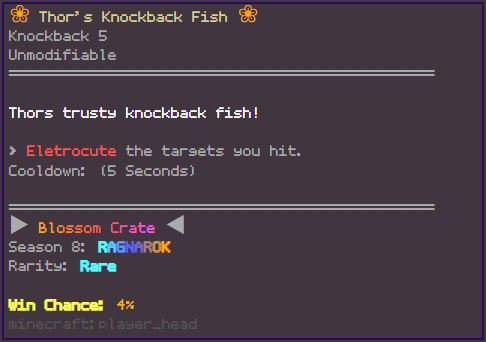 Thor's Knockback Fish
Knockback 5
Unmodifiable
Thors trusty knockback fish!
> Eletrocute the targets you hit.
Cooldown: (5 Seconds)
Blossom Crate
Season 8: RAGNAROK
Rarity: Rare
Win Chance: 4%
minecraft:player_head